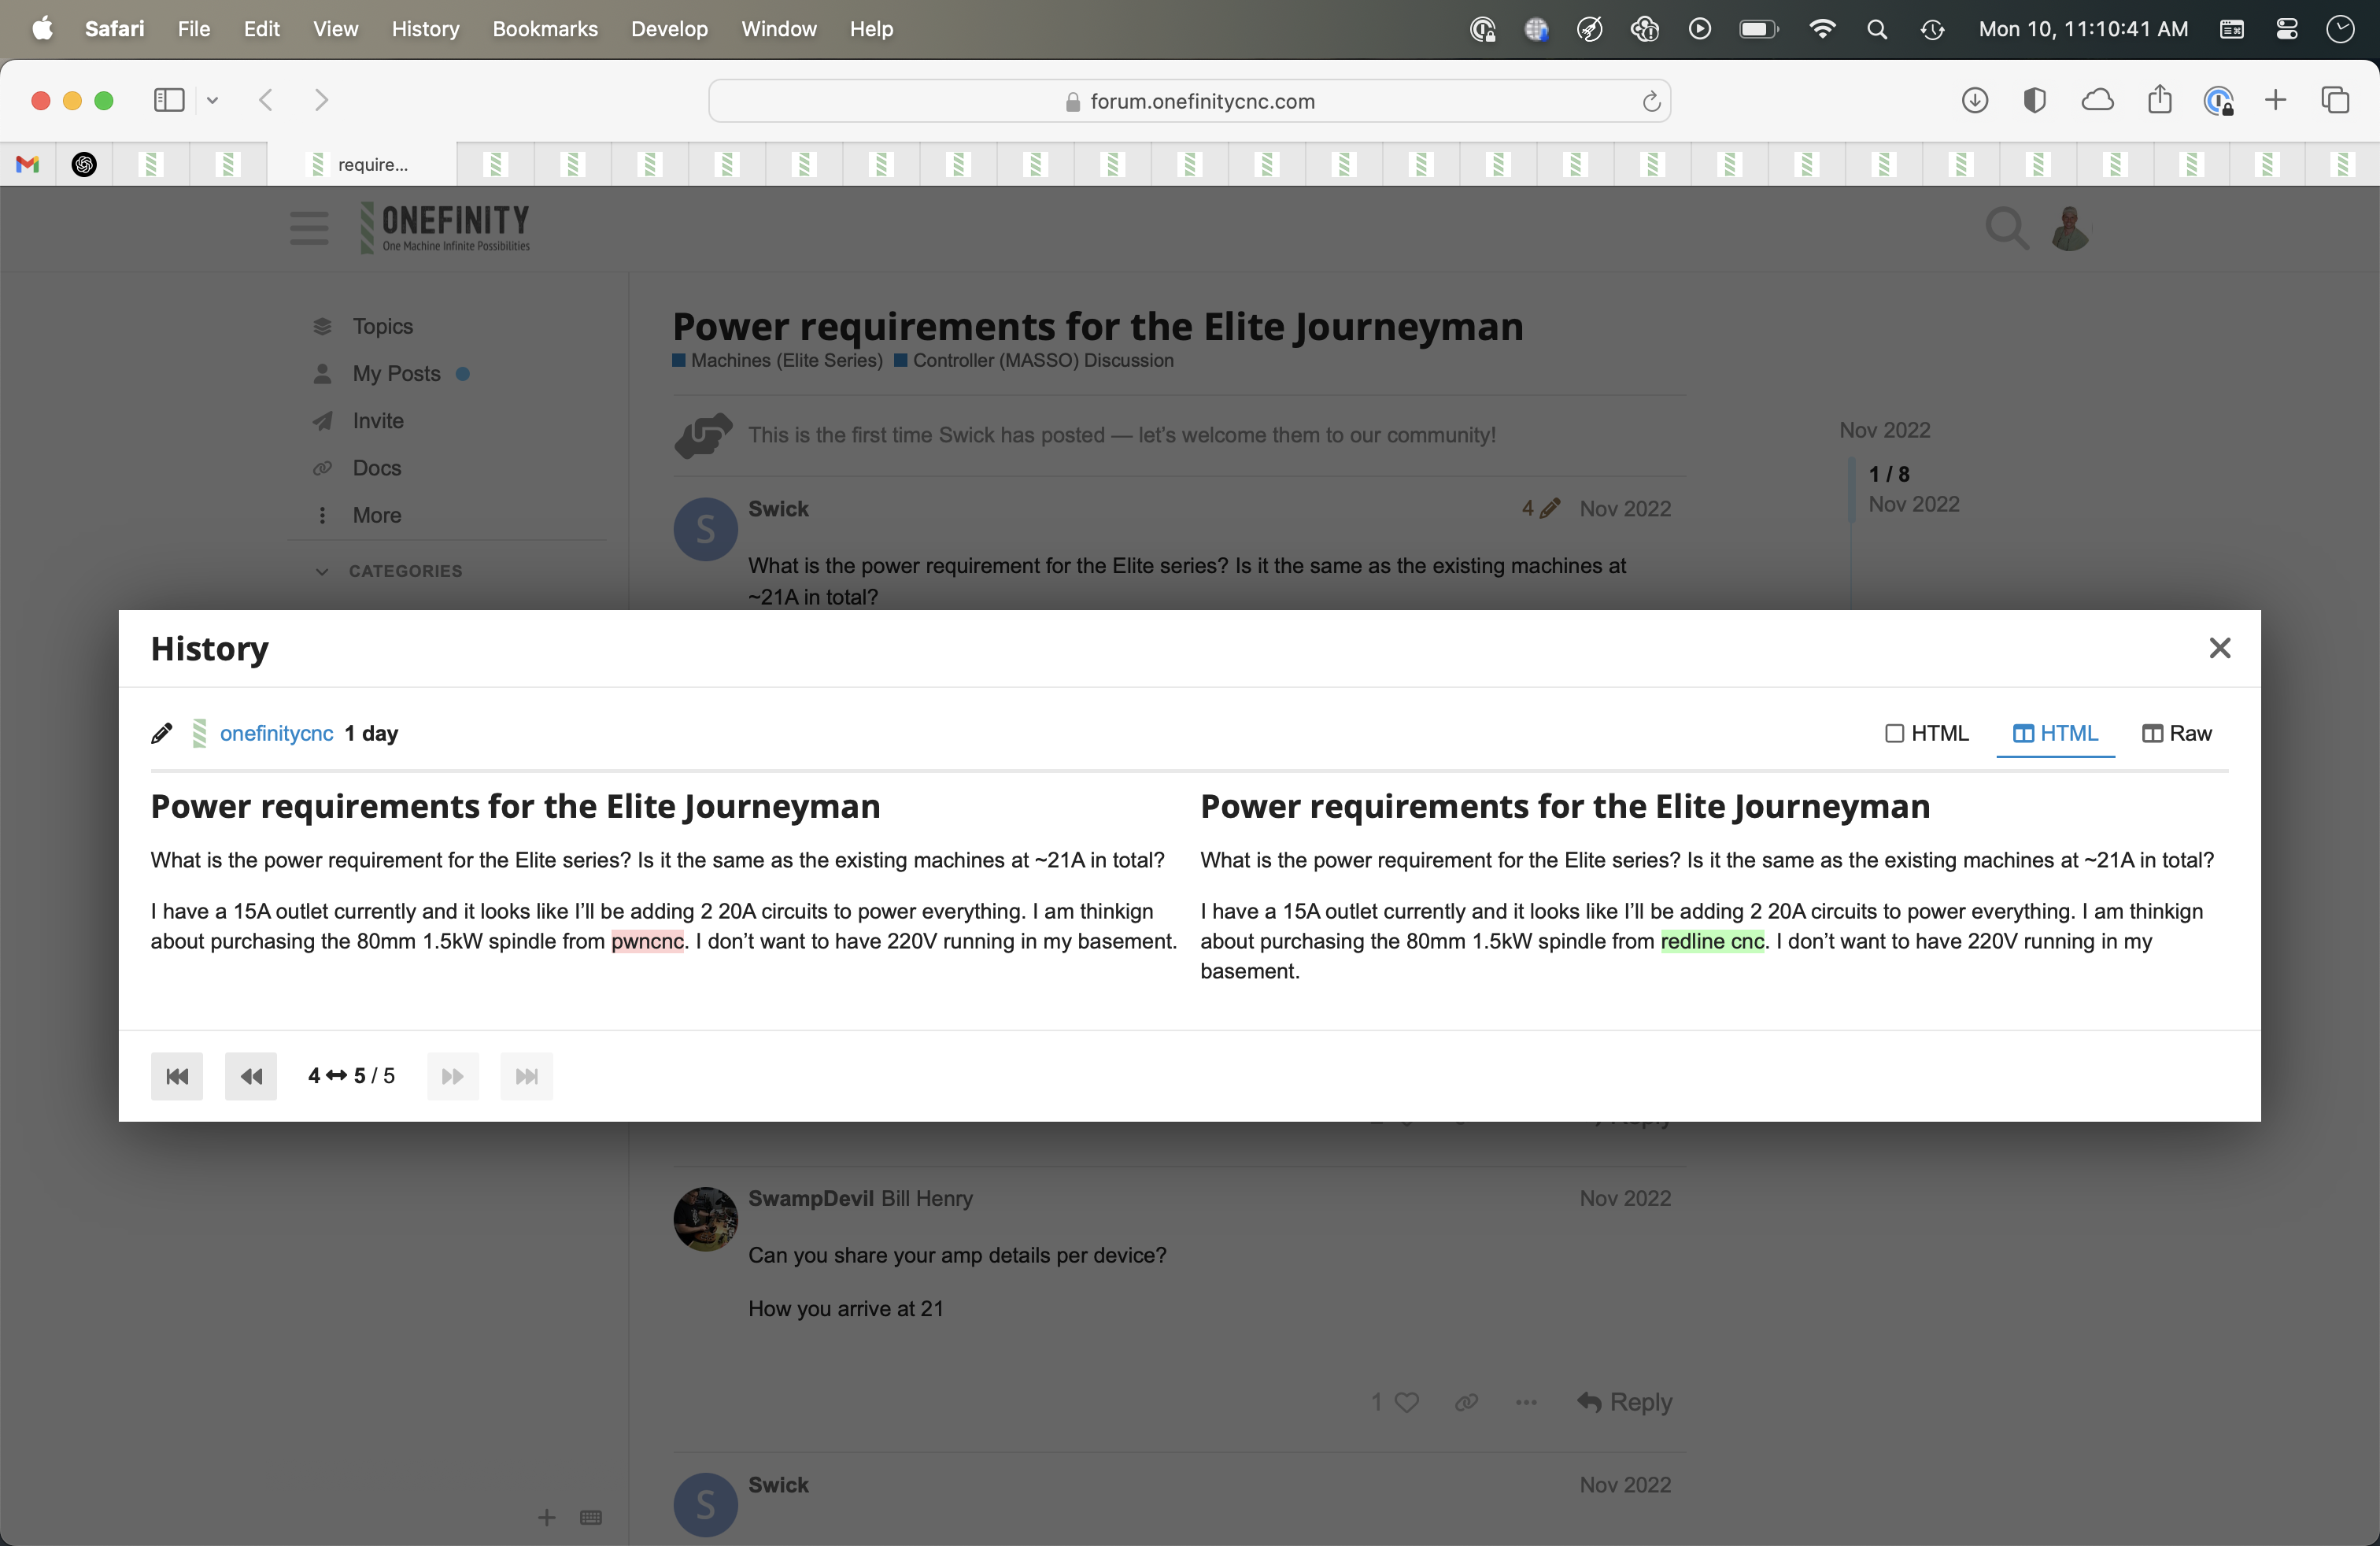 Safari File Edit View History Bookmarks Develop Window Help Mon 10, 11:10:41 AM
forum.onefinitycnc.com
require...
ONEFINITY
One Machine Infinite Possibilities
Topics
My Posts
Invite
Docs
More
CATEGORIES
Power requirements for the Elite Journeyman
Machines (Elite Series) Controller (MASSO) Discussion
This is the first time Swick has posted — let’s welcome them to our community!
Nov 2022
1 / 8
Nov 2022
S
Swick 4 Nov 2022
What is the power requirement for the Elite series? Is it the same as the existing machines at
~21A in total?
History
onefinitycnc 1 day HTML HTML Raw
Power requirements for the Elite Journeyman
What is the power requirement for the Elite series? Is it the same as the existing machines at ~21A in total?
I have a 15A outlet currently and it looks like I’ll be adding 2 20A circuits to power everything. I am thinkign
about purchasing the 80mm 1.5kW spindle from pwncnc. I don’t want to have 220V running in my basement.
Power requirements for the Elite Journeyman
What is the power requirement for the Elite series? Is it the same as the existing machines at ~21A in total?
I have a 15A outlet currently and it looks like I’ll be adding 2 20A circuits to power everything. I am thinkign
about purchasing the 80mm 1.5kW spindle from redline cnc. I don’t want to have 220V running in my
basement.
4 ↔ 5 / 5
SwampDevil Bill Henry Nov 2022
Can you share your amp details per device?
How you arrive at 21
1 Reply
S
Swick Nov 2022